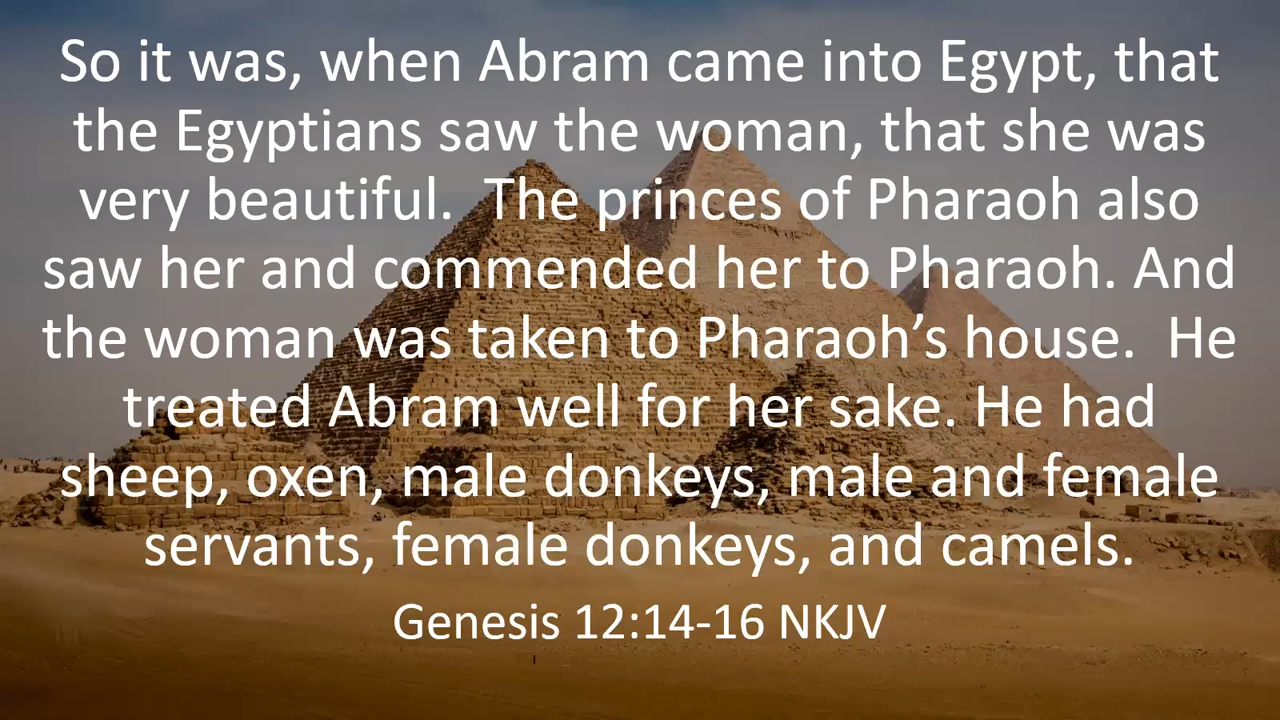 So it was, when Abram came into Egypt, that
the Egyptians saw the woman, that she was
very beautiful.  The princes of Pharaoh also
saw her and commended her to Pharaoh. And
the woman was taken to Pharaoh’s house.  He
treated Abram well for her sake. He had
sheep, oxen, male donkeys, male and female
servants, female donkeys, and camels.
Genesis 12:14-16 NKJV